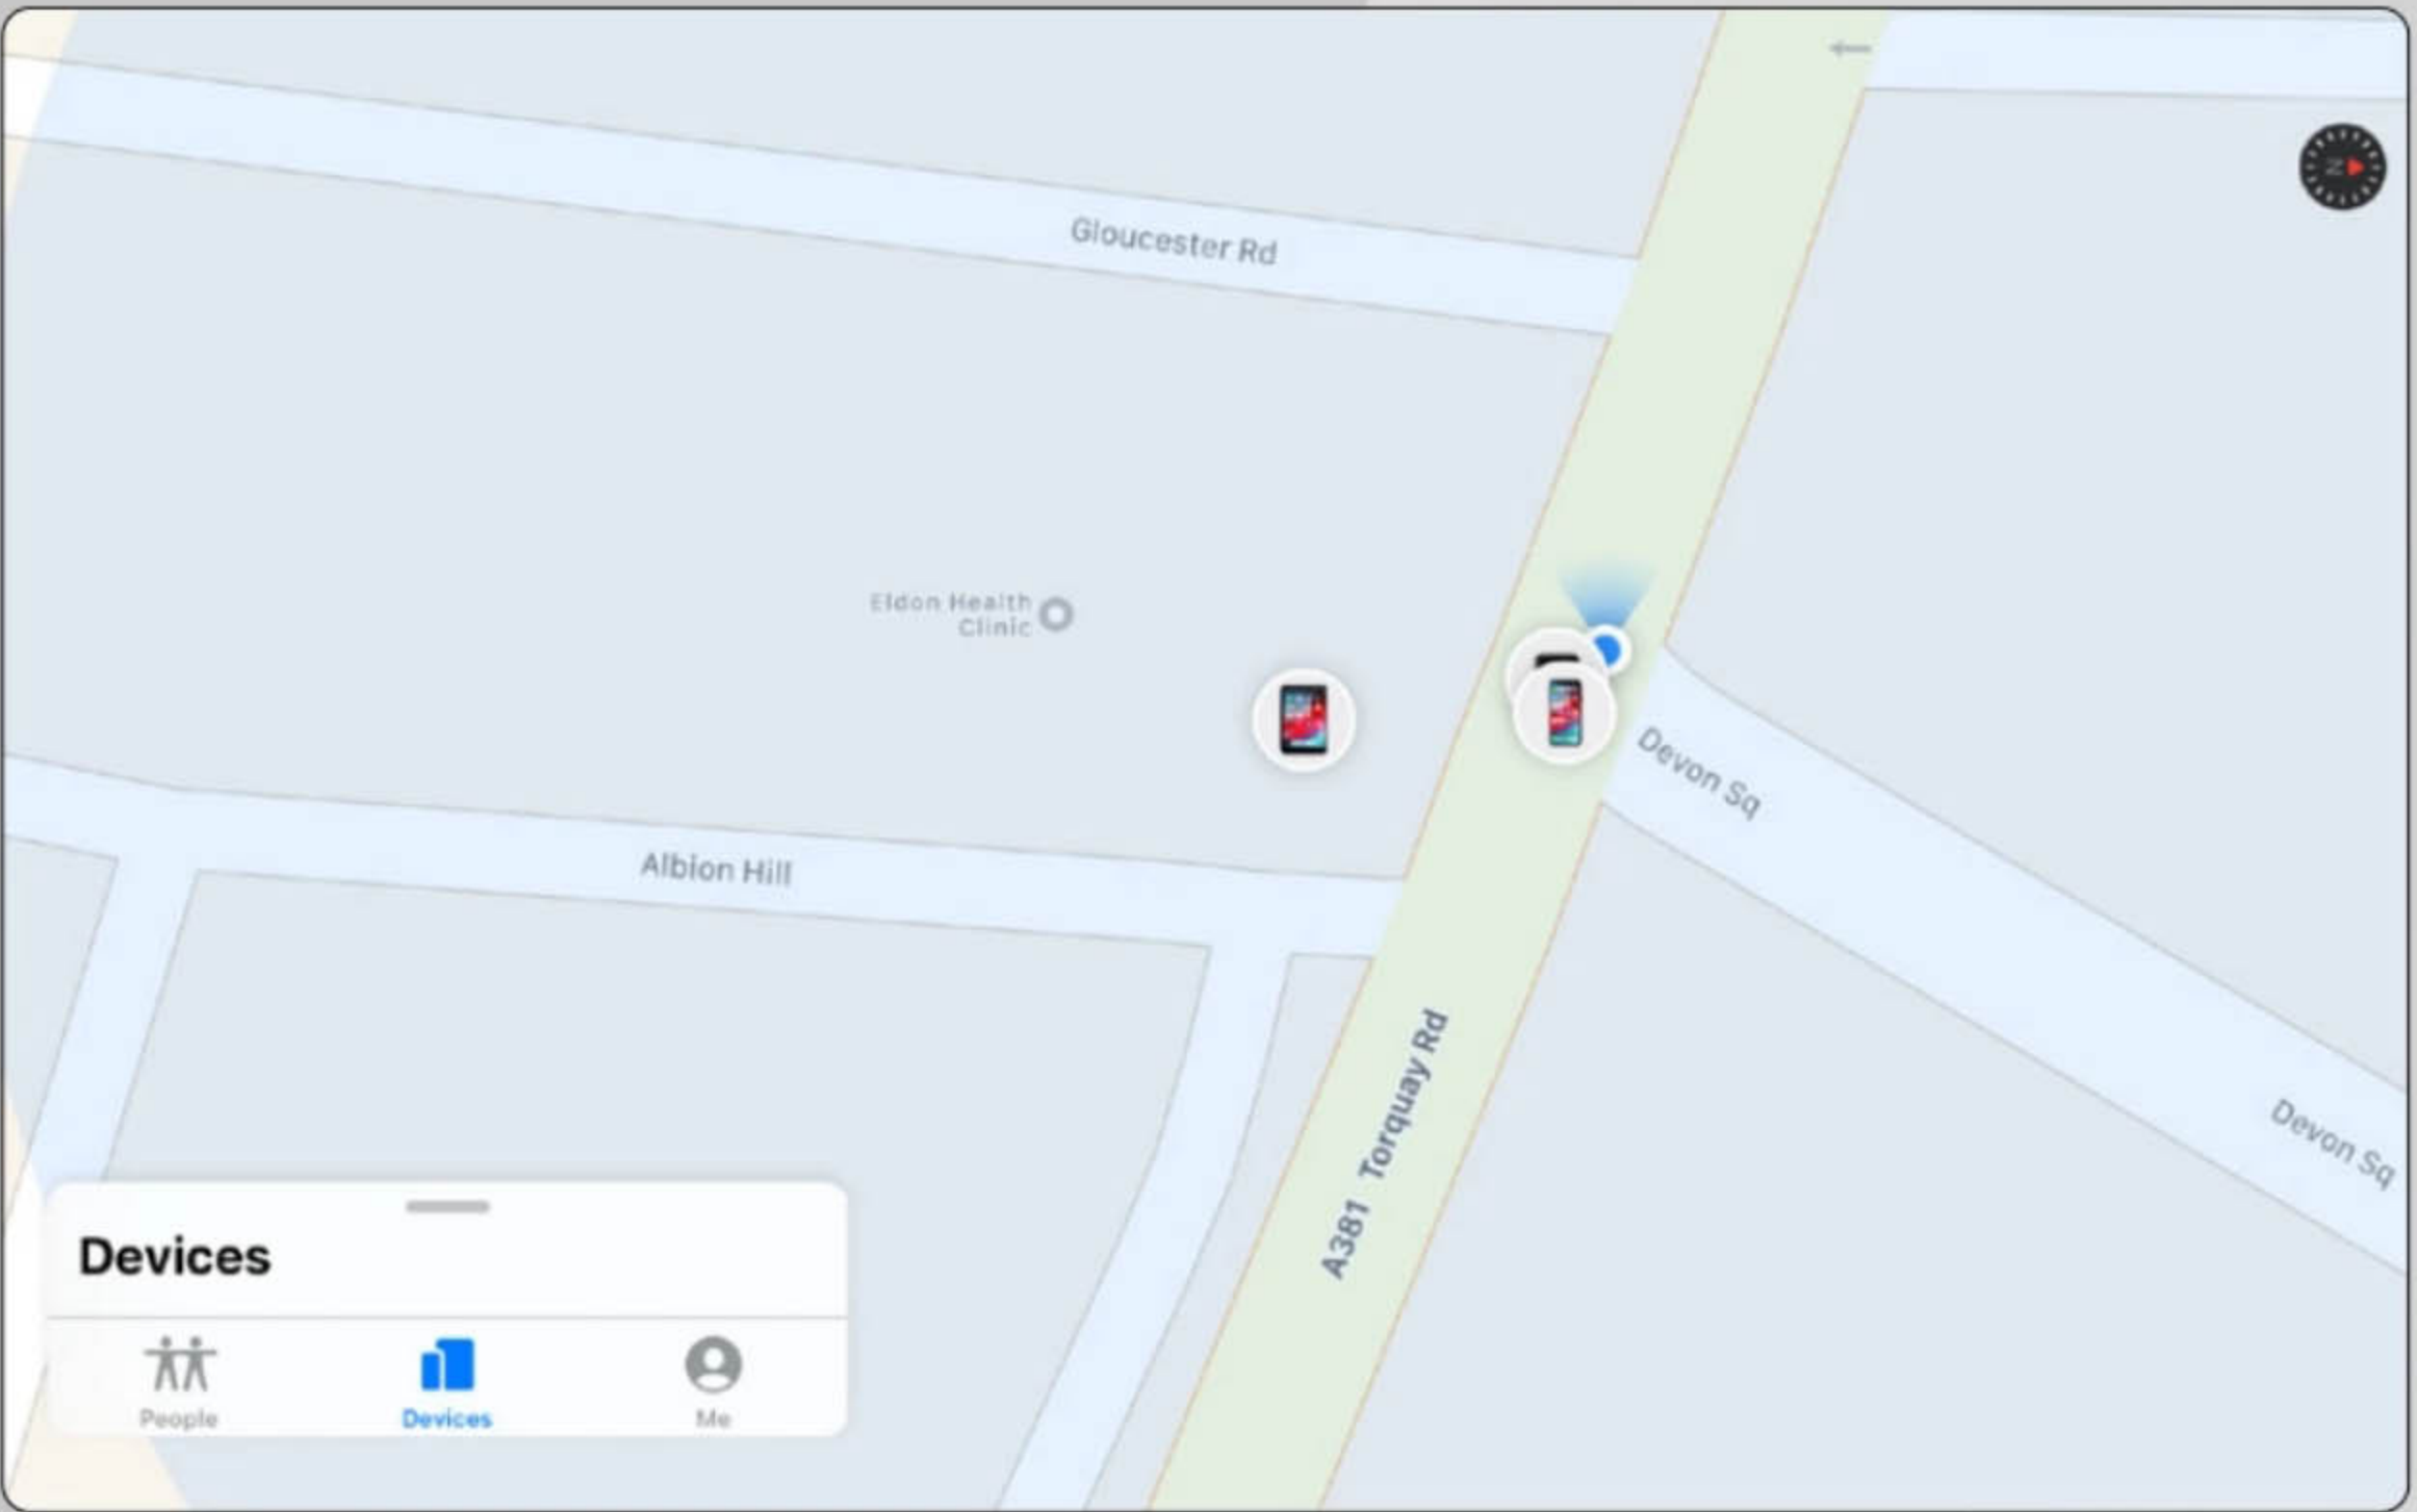 Gloucester Rd
N
Eldon Health
Clinic
Devon Sq
Albion Hill
A381 Torquay Rd
Devon Sq
Devices
People
Devices
Me